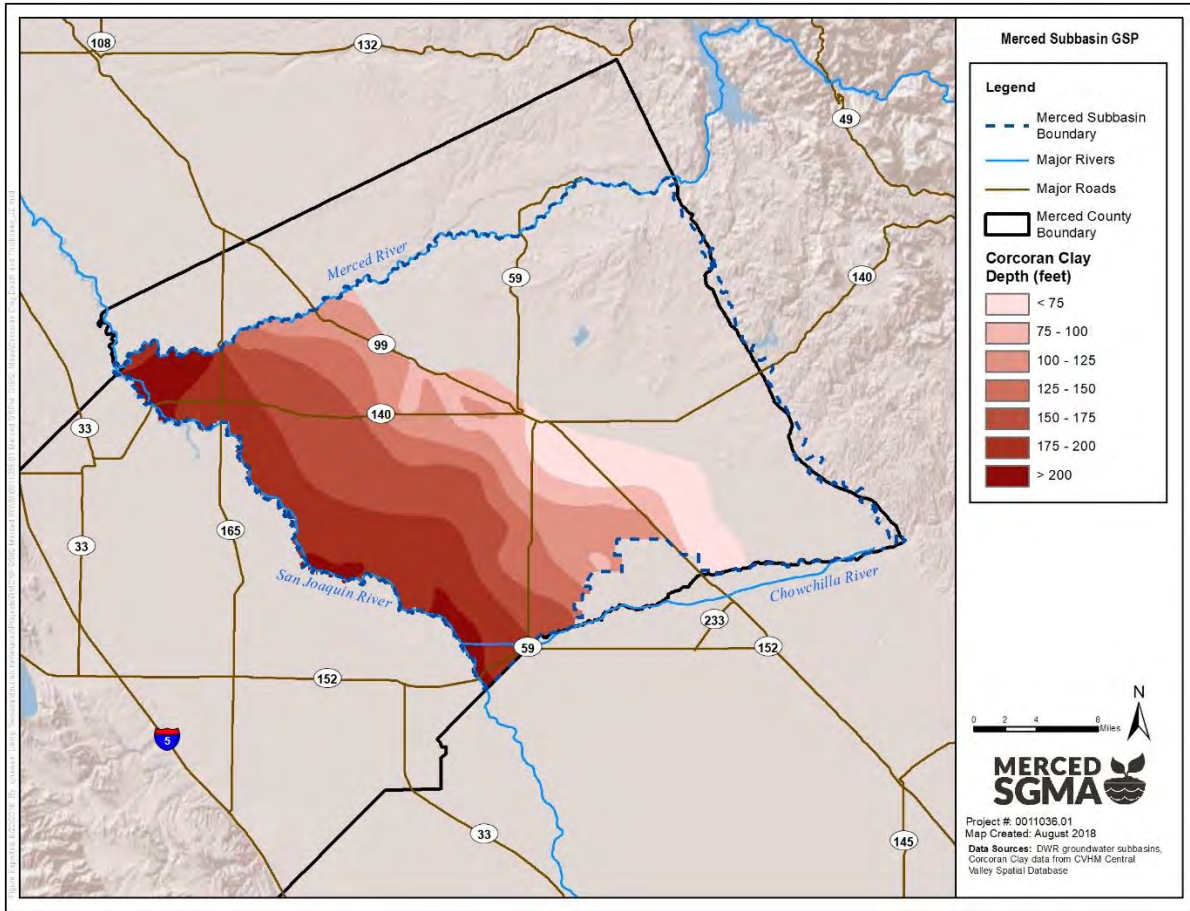 Merced Subbasin GSP
Legend
Merced Subbasin
Boundary
Major Rivers
Major Roads
Merced County
Boundary
Corcoran Clay
Depth (feet)
< 75
75 - 100
100 - 125
125 - 150
150 - 175
175 - 200
> 200
108
132
49
Merced River
59
140
99
140
33
165
33
San Joaquin River
Chowchilla River
233
59
152
152
5
33
145
N
0 2 4 8
Miles
MERCED
SGMA
Project #: 0011036.01
Map Created: August 2018
Data Sources: DWR groundwater subbasins,
Corcoran Clay data from CVHM Central
Valley Spatial Database